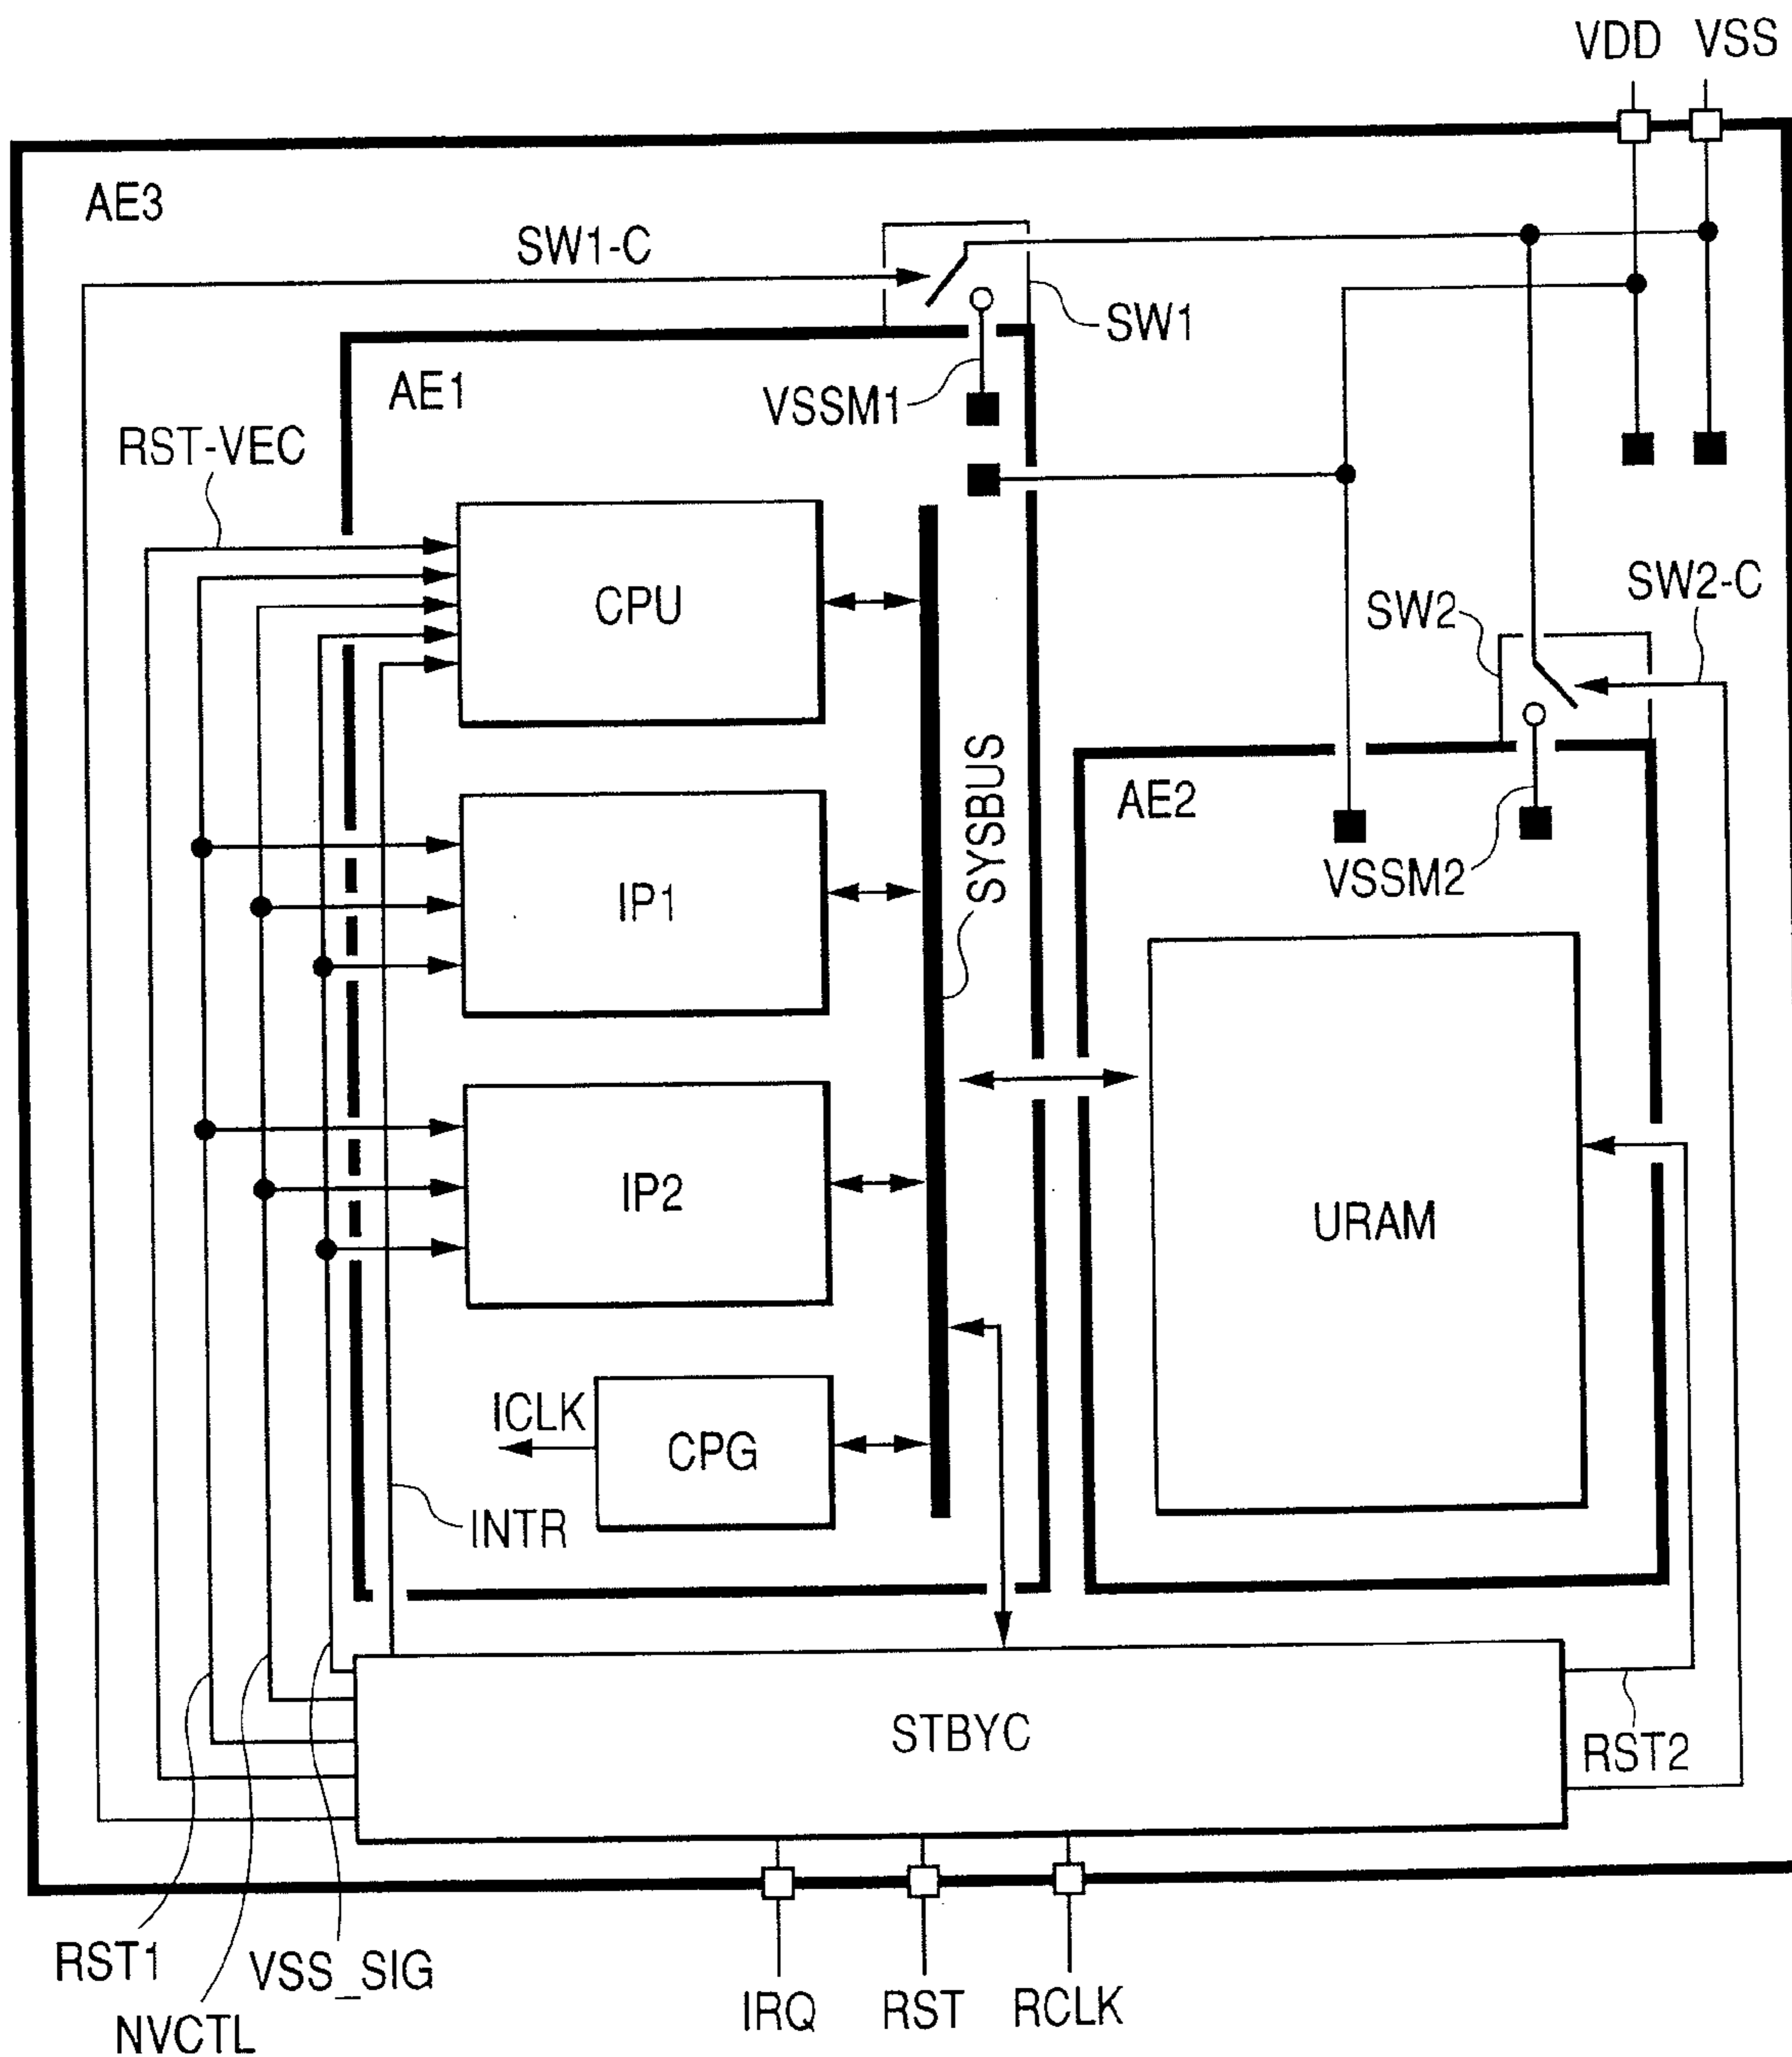 VDD VSS
AE3
SW1-C
SW1
AE1
VSSM1
RST-VEC
CPU
SW2-C
SW2
SYSBUS
AE2
VSSM2
IP1
IP2
URAM
ICLK
CPG
INTR
STBYC
RST2
RST1
VSS_SIG
NVCTL
IRQ RST RCLK